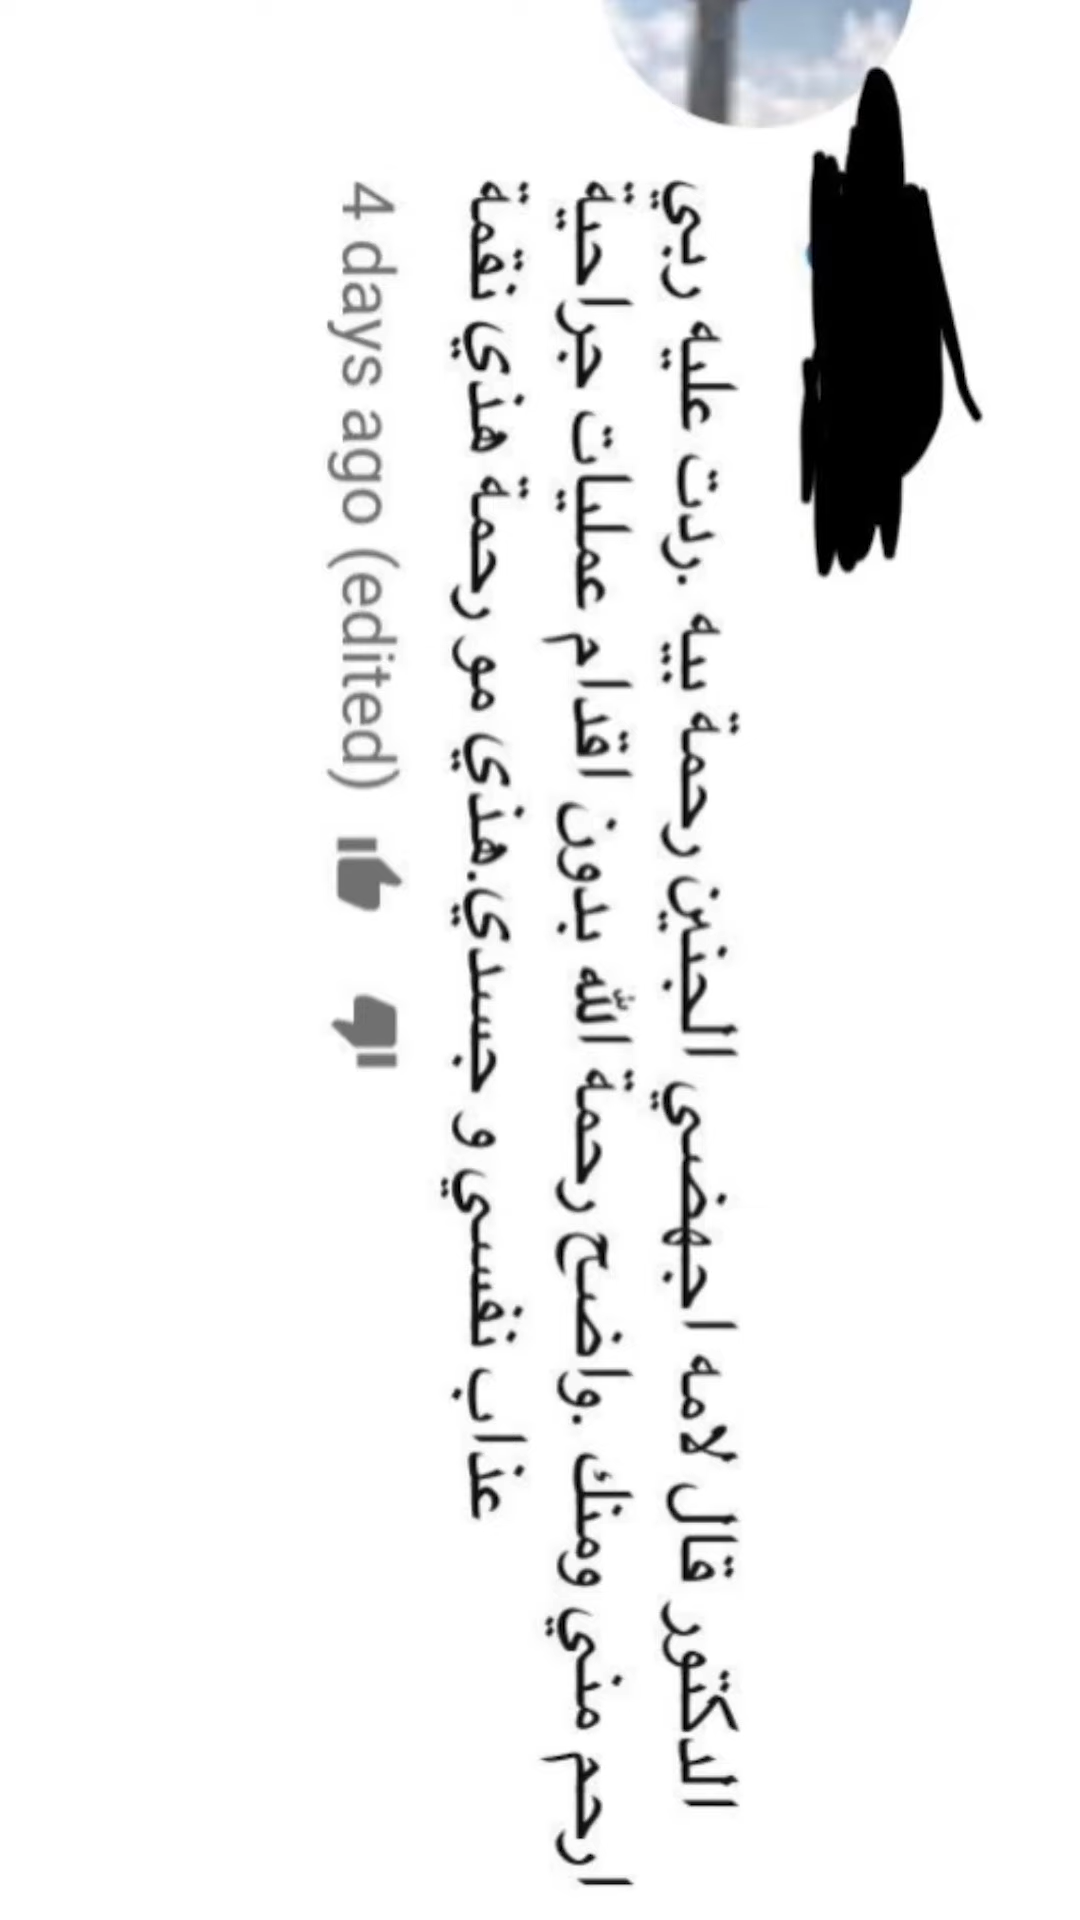 الدكتور قال لامه اجهضي الجنين رحمة بيه .ردت عليه ربي
ارحم مني ومنك .واضح رحمة الله بدون اقدام عمليات جراحية
عذاب نفسي و جسدي.هذي مو رحمة هذي نقمة
4 days ago (edited)